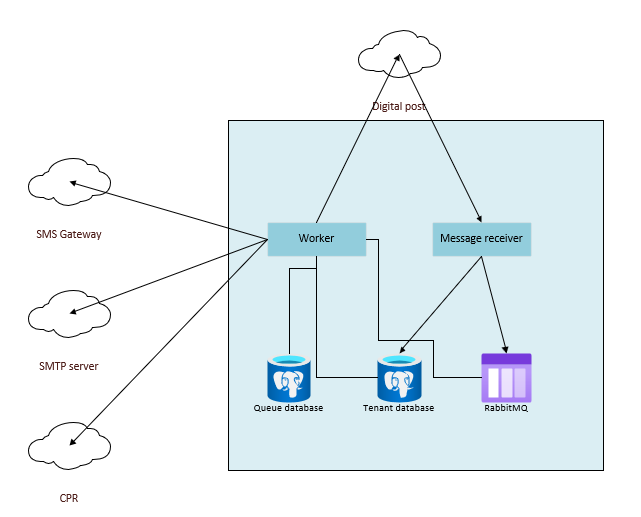 Digital post
SMS Gateway
Worker
Message receiver
SMTP server
Queue database
Tenant database
RabbitMQ
CPR